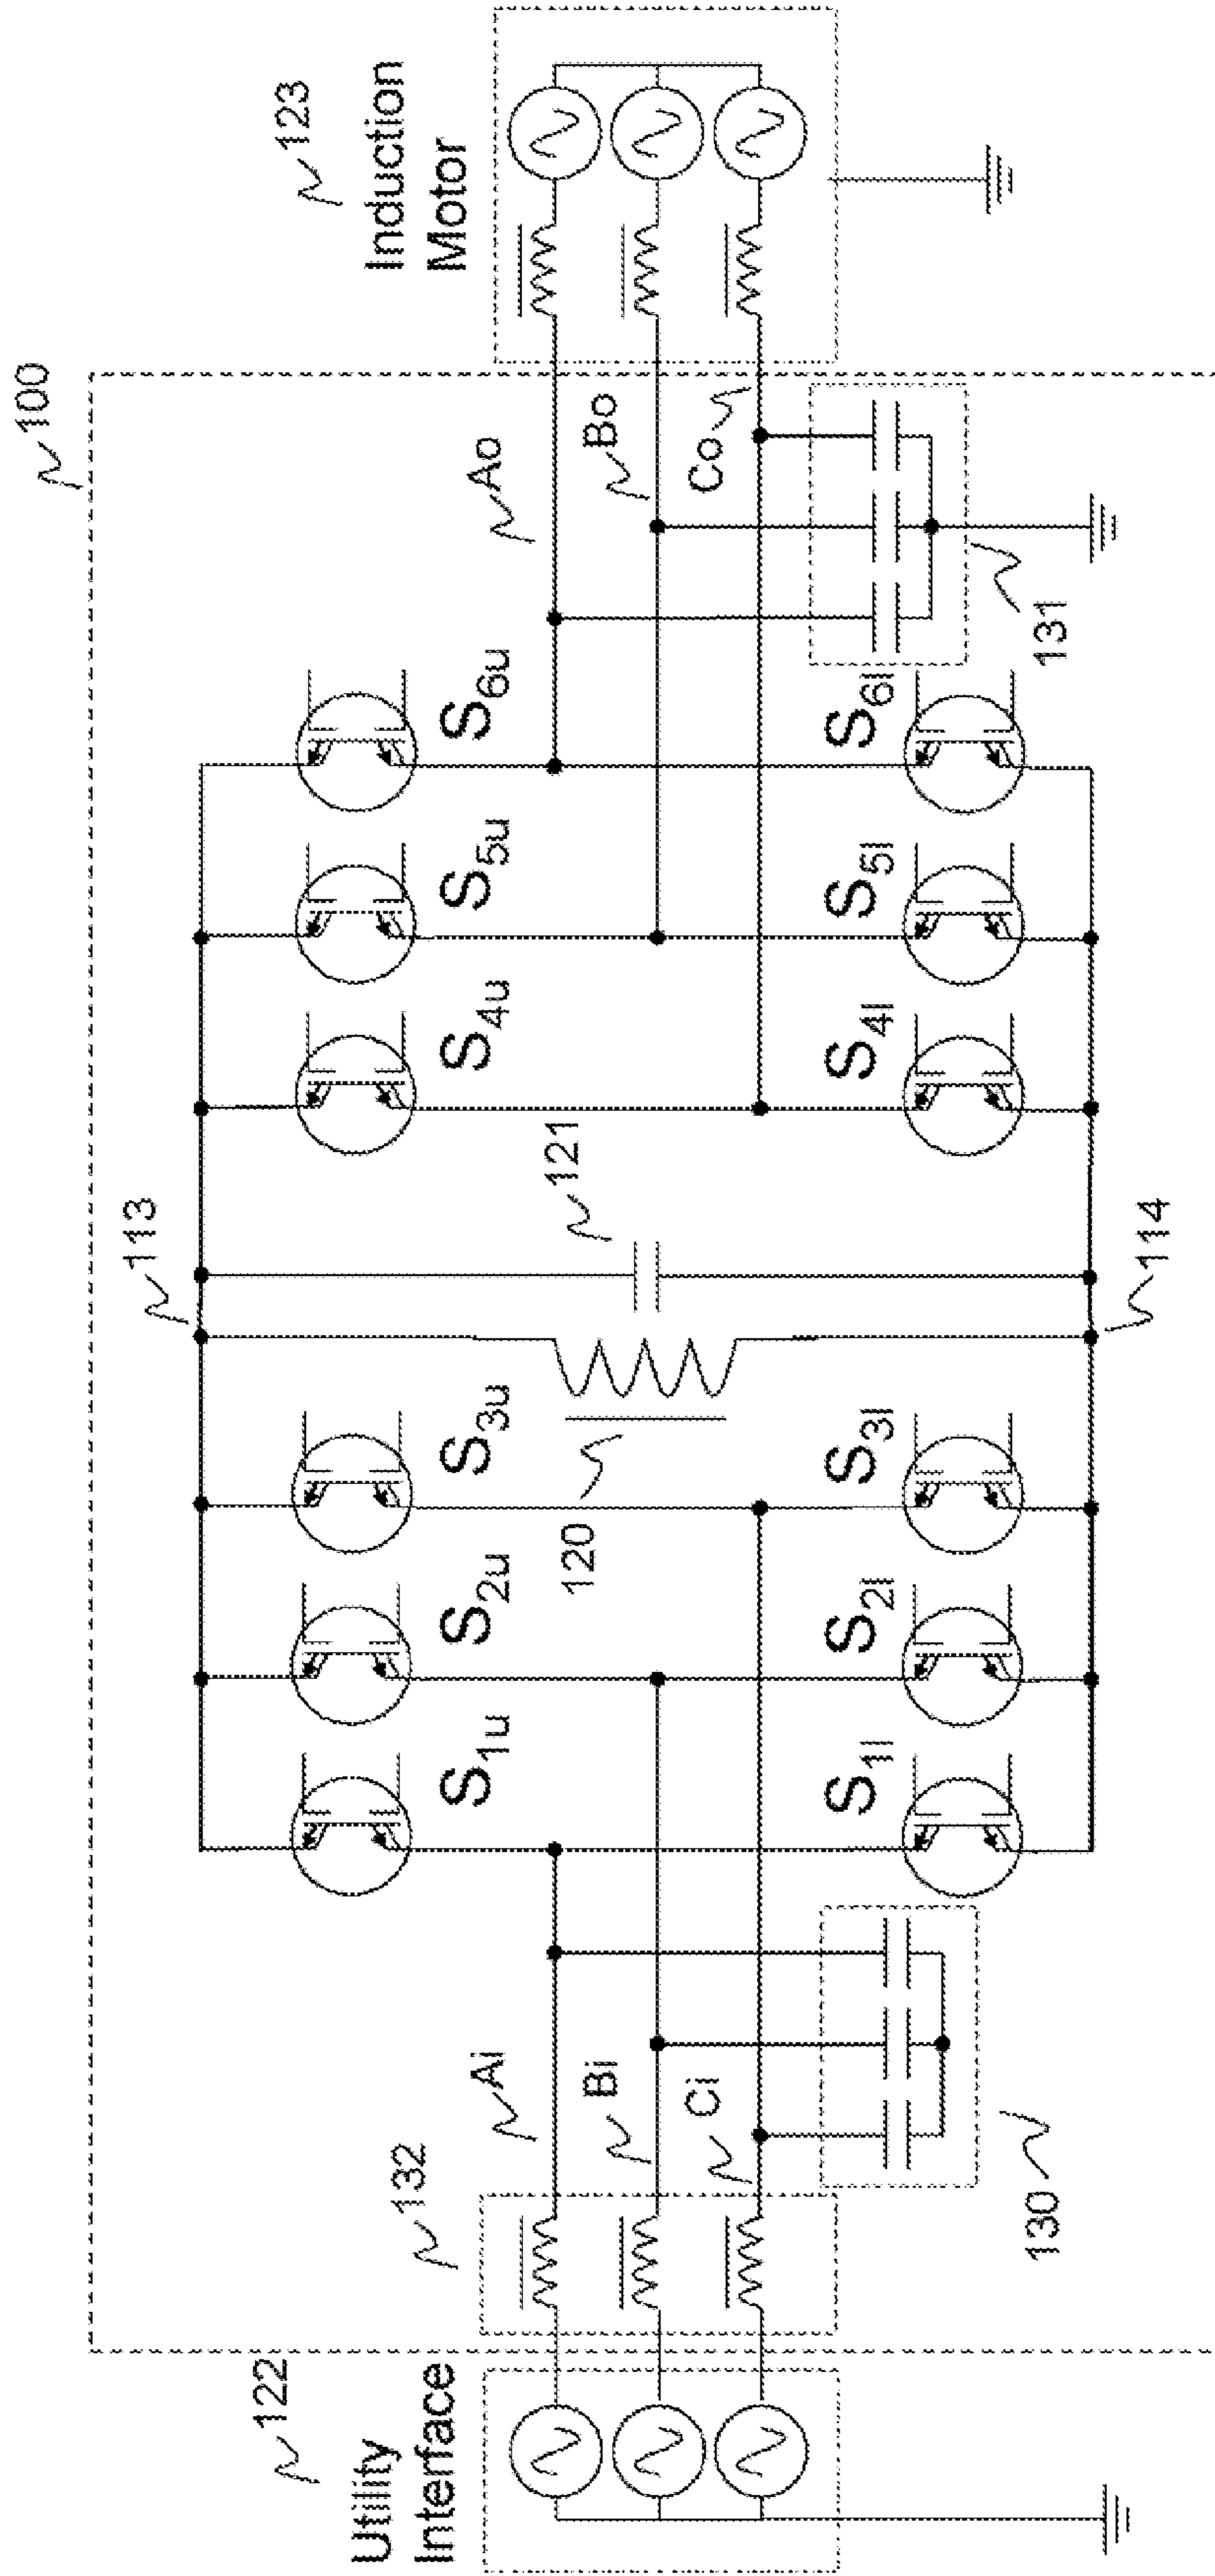 122
Utility
Interface
132
Ai
Bi
Ci
130
100
113
S1u
S2u
S3u
S4u
S5u
S6u
120
121
S1l
S2l
S3l
S4l
S5l
S6l
114
Ao
Bo
Co
131
123
Induction
Motor